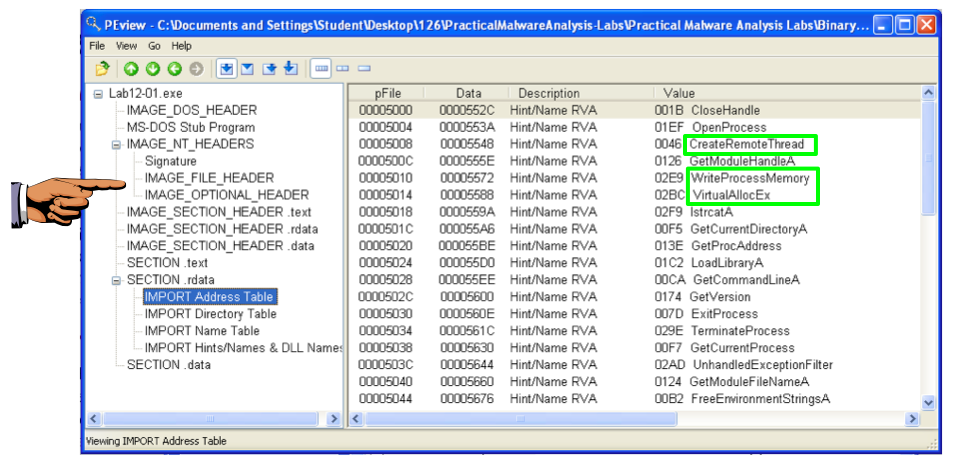 PEview - C:\Documents and Settings\Student\Desktop\126\PracticalMalwareAnalysis-Labs\Practical Malware Analysis Labs\Binary...
File View Go Help
Lab12-01.exe
IMAGE_DOS_HEADER
MS-DOS Stub Program
IMAGE_NT_HEADERS
Signature
IMAGE_FILE_HEADER
IMAGE_OPTIONAL_HEADER
IMAGE_SECTION_HEADER .text
IMAGE_SECTION_HEADER .rdata
IMAGE_SECTION_HEADER .data
SECTION .text
SECTION .rdata
IMPORT Address Table
IMPORT Directory Table
IMPORT Name Table
IMPORT Hints/Names & DLL Names
SECTION .data
pFile Data Description Value
00005000 0000552C Hint/Name RVA 001B CloseHandle
00005004 0000553A Hint/Name RVA 01EF OpenProcess
00005008 00005548 Hint/Name RVA 0046 CreateRemoteThread
0000500C 0000555E Hint/Name RVA 0126 GetModuleHandleA
00005010 00005572 Hint/Name RVA 02E9 WriteProcessMemory
00005014 00005588 Hint/Name RVA 02BC VirtualAllocEx
00005018 0000559A Hint/Name RVA 02F9 lstrcatA
0000501C 000055A6 Hint/Name RVA 00F5 GetCurrentDirectoryA
00005020 000055BE Hint/Name RVA 013E GetProcAddress
00005024 000055D0 Hint/Name RVA 01C2 LoadLibraryA
00005028 000055EE Hint/Name RVA 00CA GetCommandLineA
0000502C 00005600 Hint/Name RVA 0174 GetVersion
00005030 0000560E Hint/Name RVA 007D ExitProcess
00005034 0000561C Hint/Name RVA 029E TerminateProcess
00005038 00005630 Hint/Name RVA 00F7 GetCurrentProcess
0000503C 00005644 Hint/Name RVA 02AD UnhandledExceptionFilter
00005040 00005660 Hint/Name RVA 0124 GetModuleFileNameA
00005044 00005676 Hint/Name RVA 00B2 FreeEnvironmentStringsA
Viewing IMPORT Address Table